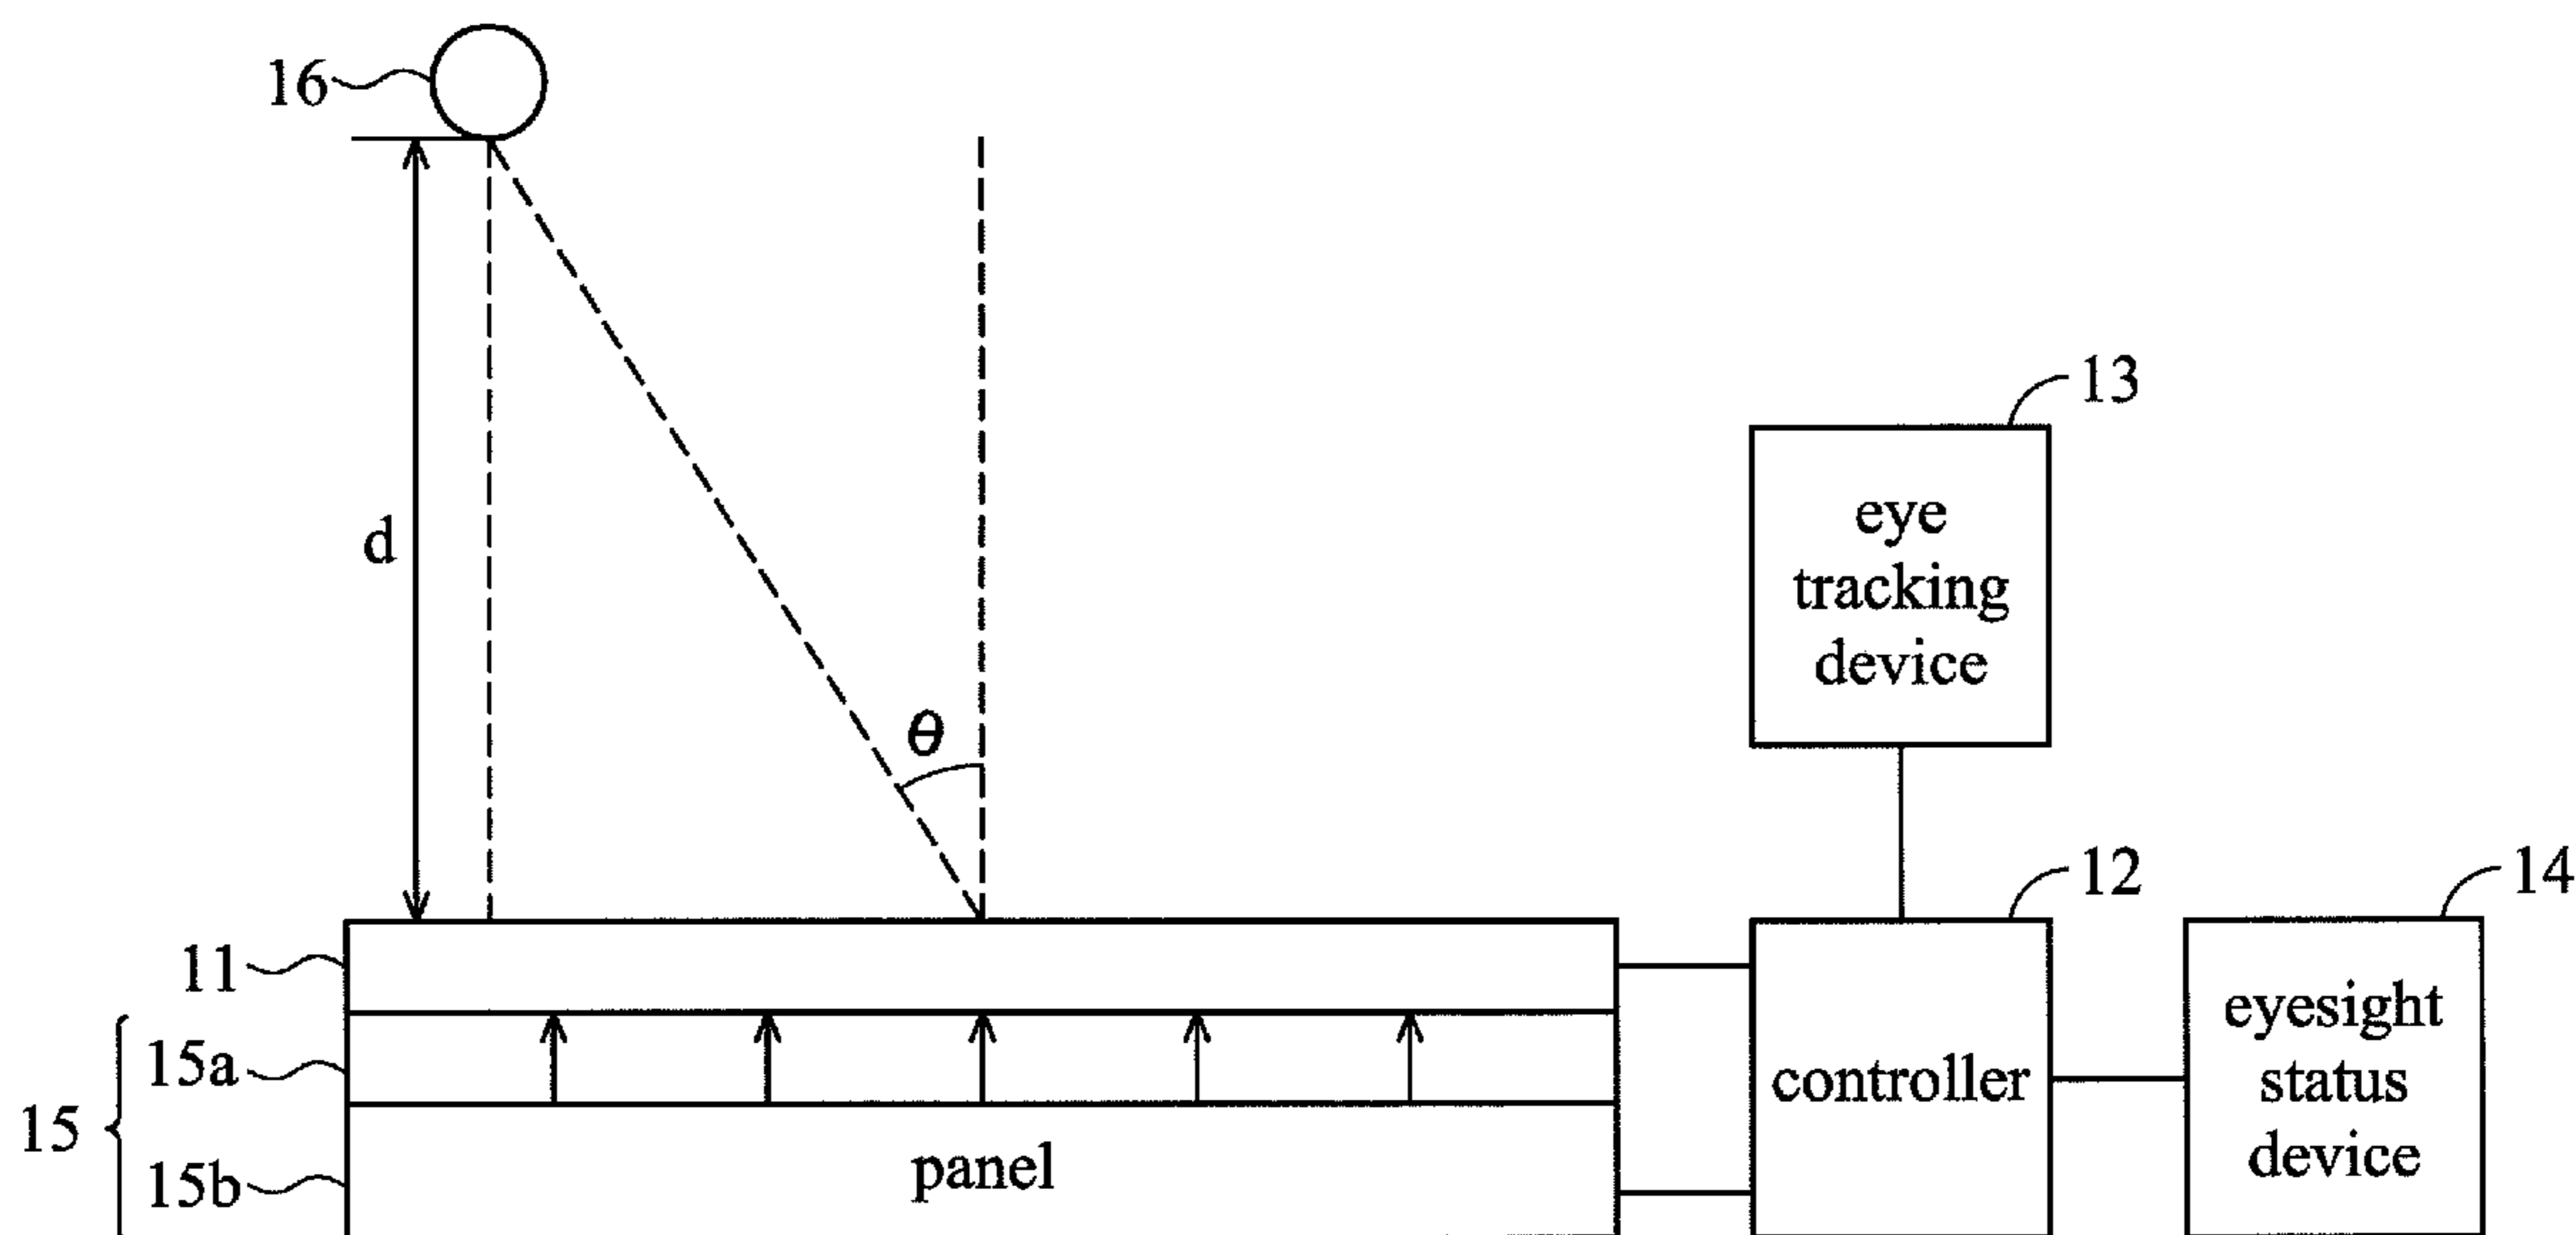 16
d
θ
13
eye
tracking
device
12
14
11
15a
15
15b
panel
controller
eyesight
status
device